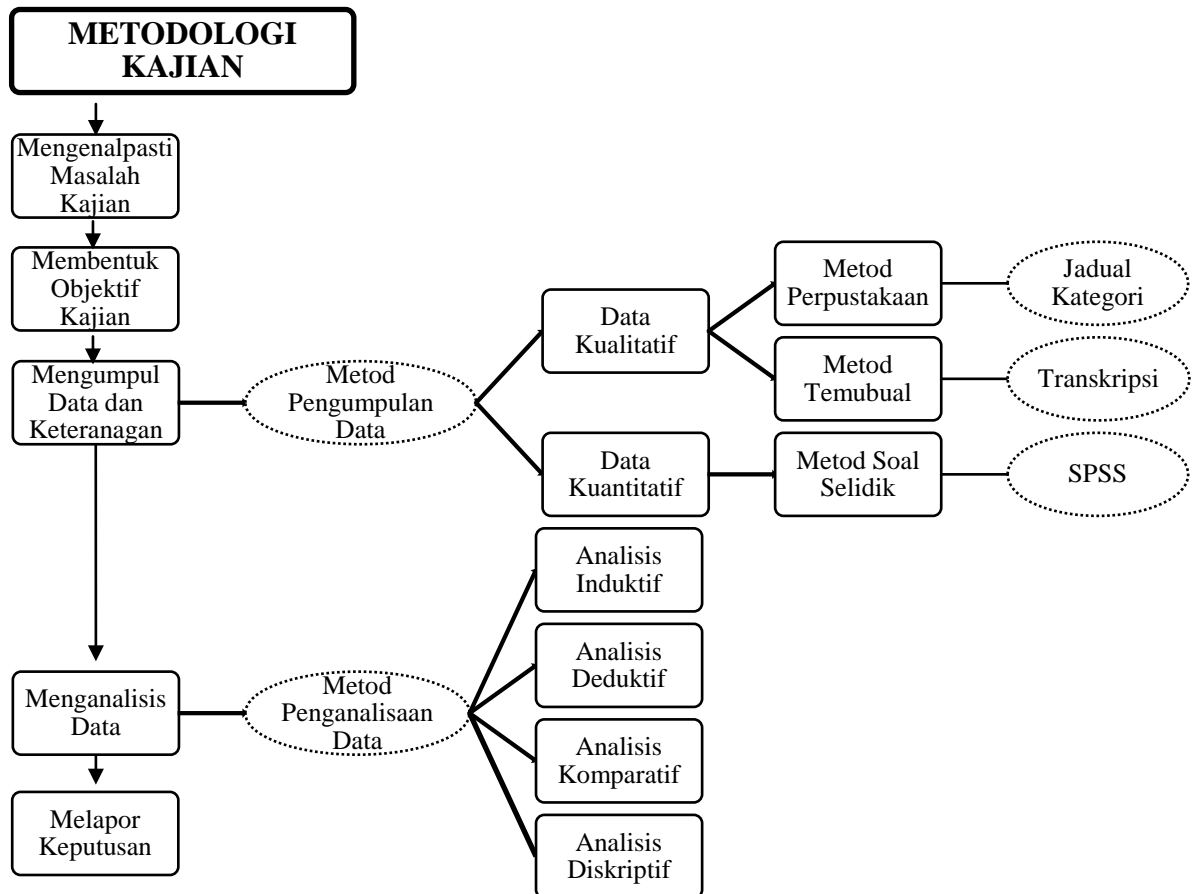 METODOLOGI
KAJIAN
Mengenalpasti
Masalah
Kajian
Membentuk
Objektif
Kajian
Mengumpul
Data dan
Keteranagan
Metod
Pengumpulan
Data
Data
Kualitatif
Metod
Perpustakaan
Jadual
Kategori
Metod
Temubual
Transkripsi
Data
Kuantitatif
Metod Soal
Selidik
SPSS
Menganalisis
Data
Metod
Penganalisaan
Data
Analisis
Induktif
Analisis
Deduktif
Analisis
Komparatif
Analisis
Diskriptif
Melapor
Keputusan